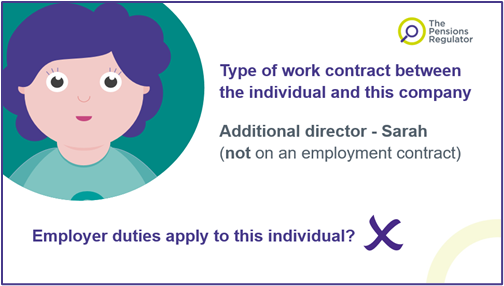 The
Pensions
Regulator
Type of work contract between
the individual and this company
Additional director - Sarah
(not on an employment contract)
Employer duties apply to this individual?